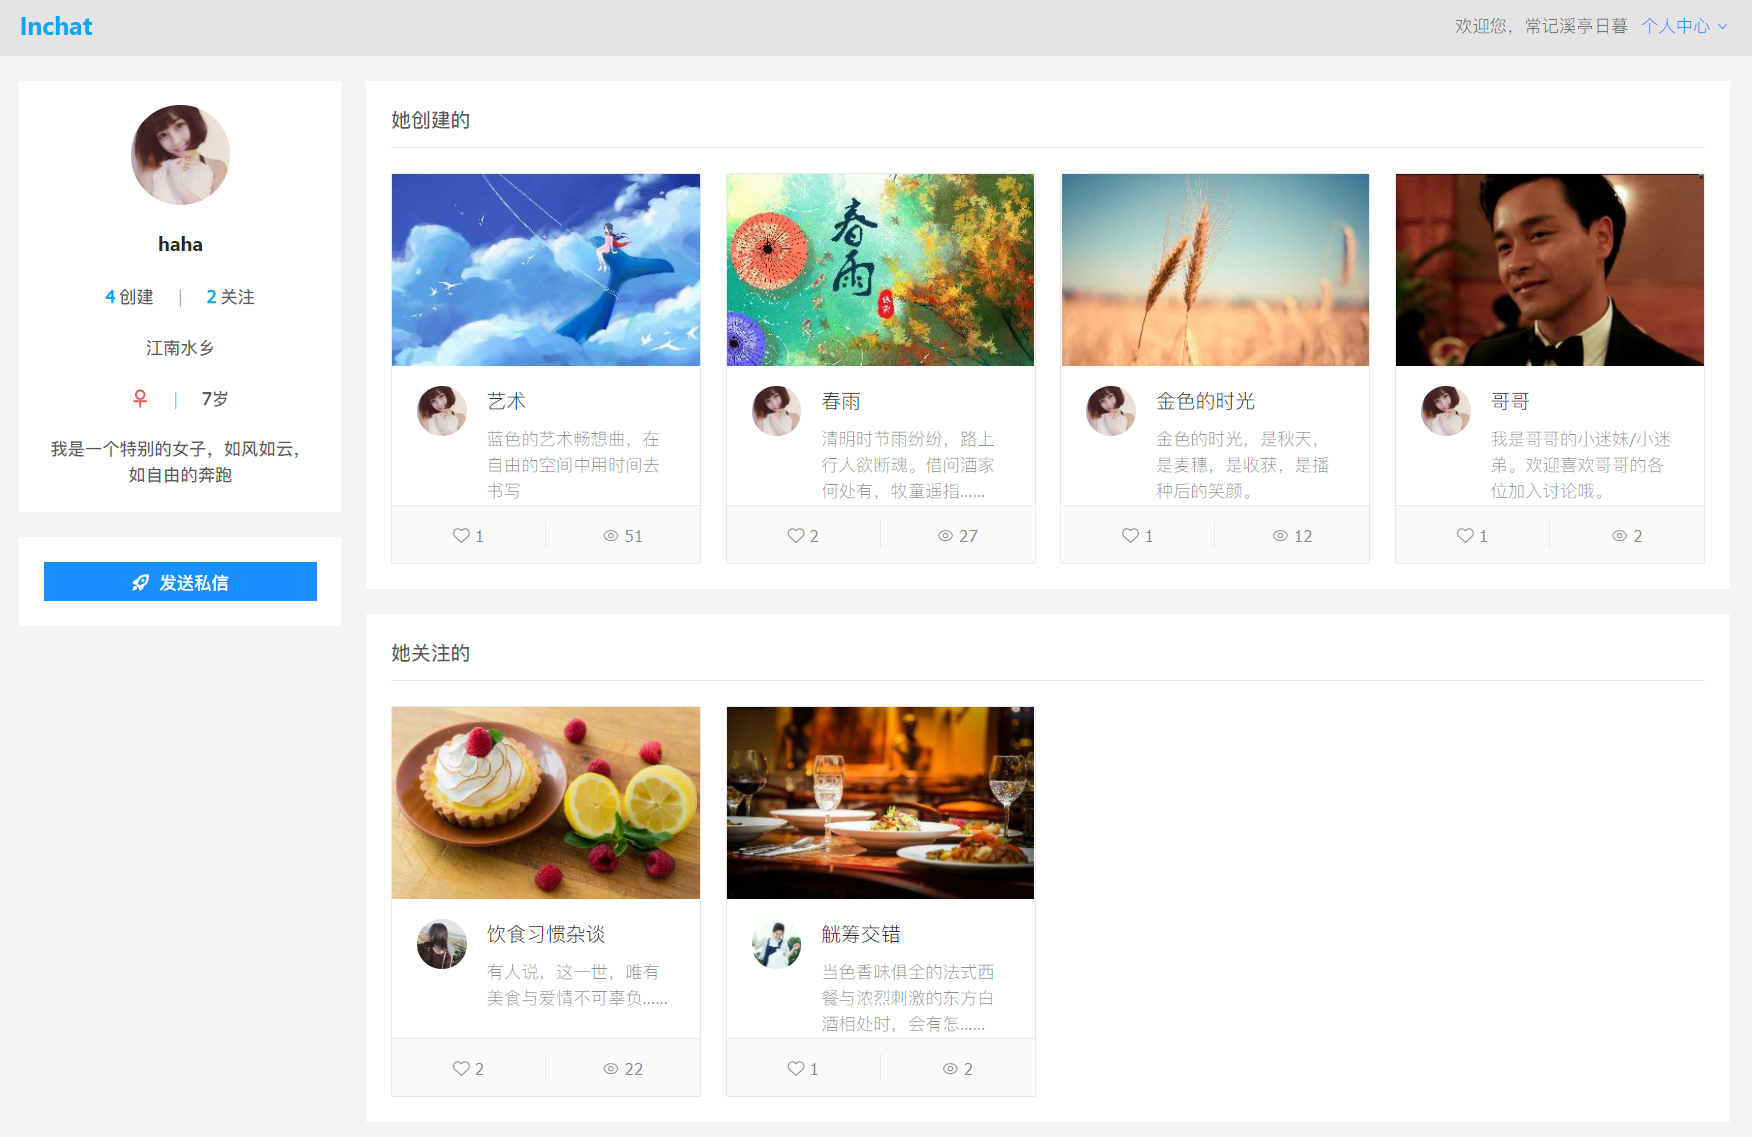 Inchat
欢迎您，常记溪亭日暮 个人中心
haha
4 创建 | 2 关注
江南水乡
7岁
我是一个特别的女子，如风如云，
如自由的奔跑
发送私信
她创建的
春雨
艺术
蓝色的艺术畅想曲，在
自由的空间中用时间去
书写
1 51
春雨
清明时节雨纷纷，路上
行人欲断魂。借问酒家
何处有，牧童遥指……
2 27
金色的时光
金色的时光，是秋天，
是麦穗，是收获，是播
种后的笑颜。
1 12
哥哥
我是哥哥的小迷妹/小迷
弟。欢迎喜欢哥哥的各
位加入讨论哦。
1 2
她关注的
饮食习惯杂谈
有人说，这一世，唯有
美食与爱情不可辜负……
2 22
觥筹交错
当色香味俱全的法式西
餐与浓烈刺激的东方白
酒相处时，会有怎……
1 2